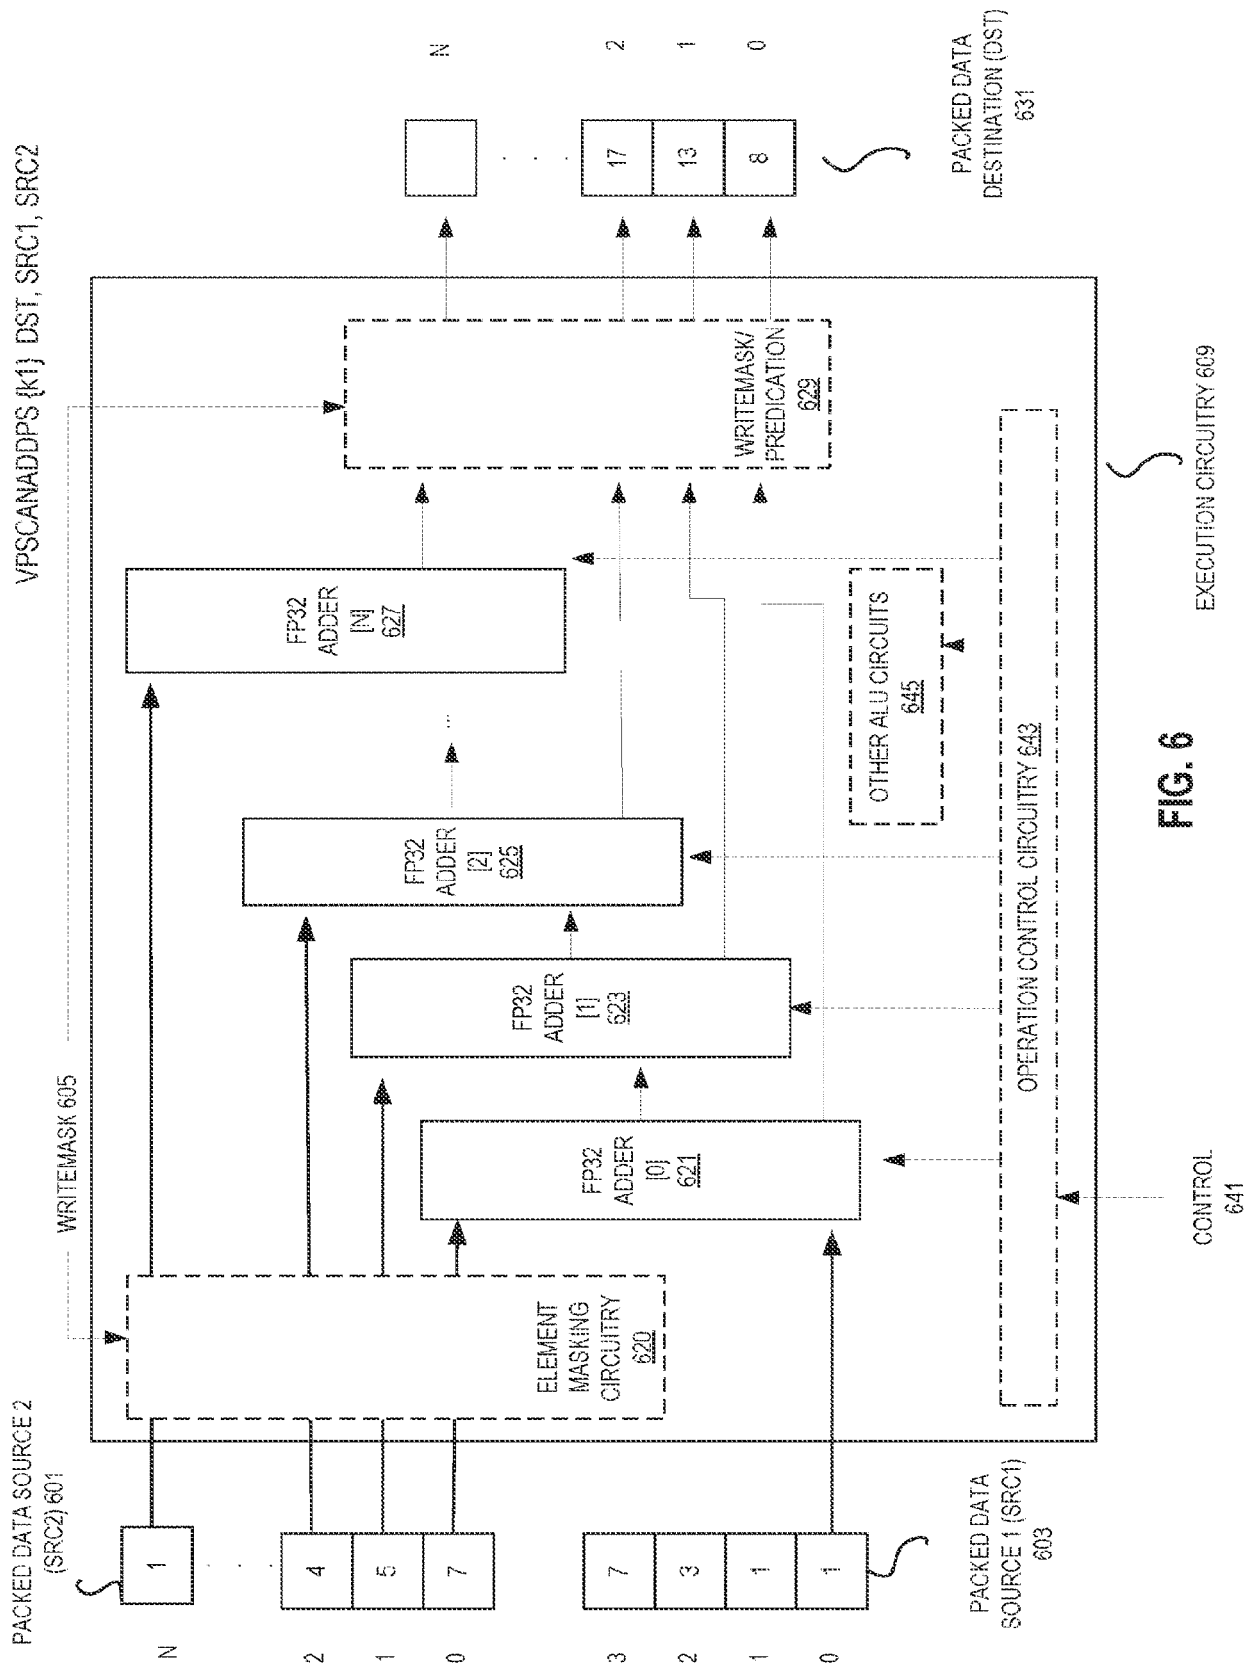 VPSCANADDPS {k1} DST, SRC1, SRC2
PACKED DATA SOURCE 2
(SRC2) 601
WRITEMASK 605
N
1
2
4
1
5
0
7
3
7
2
3
1
1
0
1
PACKED DATA
SOURCE 1 (SRC1)
603
ELEMENT
MASKING
CIRCUITRY
620
FP32
ADDER
[0]
621
FP32
ADDER
[1]
623
FP32
ADDER
[2]
625
...
FP32
ADDER
[N]
627
WRITEMASK/
PREDICATION
629
OTHER ALU CIRCUITS
645
OPERATION CONTROL CIRCUITRY 643
CONTROL
641
EXECUTION CIRCUITRY 609
N
17
2
13
1
8
0
PACKED DATA
DESTINATION (DST)
631
FIG. 6